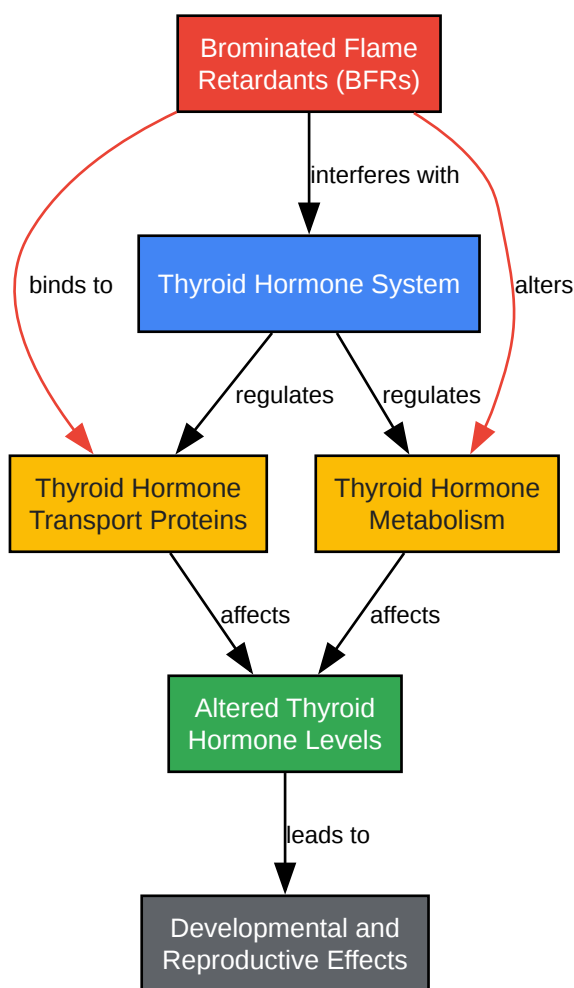 Brominated Flame
Retardants (BFRs)
interferes with
Thyroid Hormone System
binds to
alters
regulates
regulates
Thyroid Hormone
Transport Proteins
Thyroid Hormone
Metabolism
affects
affects
Altered Thyroid
Hormone Levels
leads to
Developmental and
Reproductive Effects